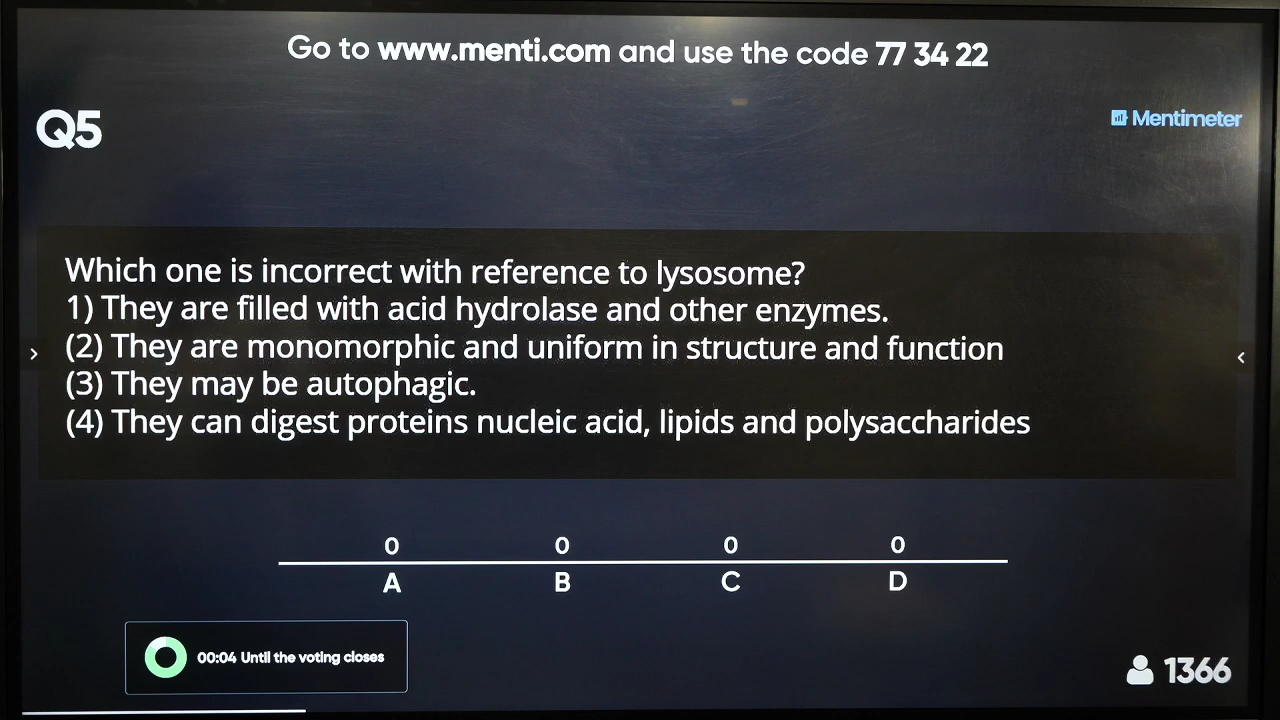 Go to www.menti.com and use the code 77 34 22
Q5
Mentimeter
Which one is incorrect with reference to lysosome?
1) They are filled with acid hydrolase and other enzymes.
(2) They are monomorphic and uniform in structure and function
(3) They may be autophagic.
(4) They can digest proteins nucleic acid, lipids and polysaccharides
0 0 0 0
A B C D
00:04 Until the voting closes
1366